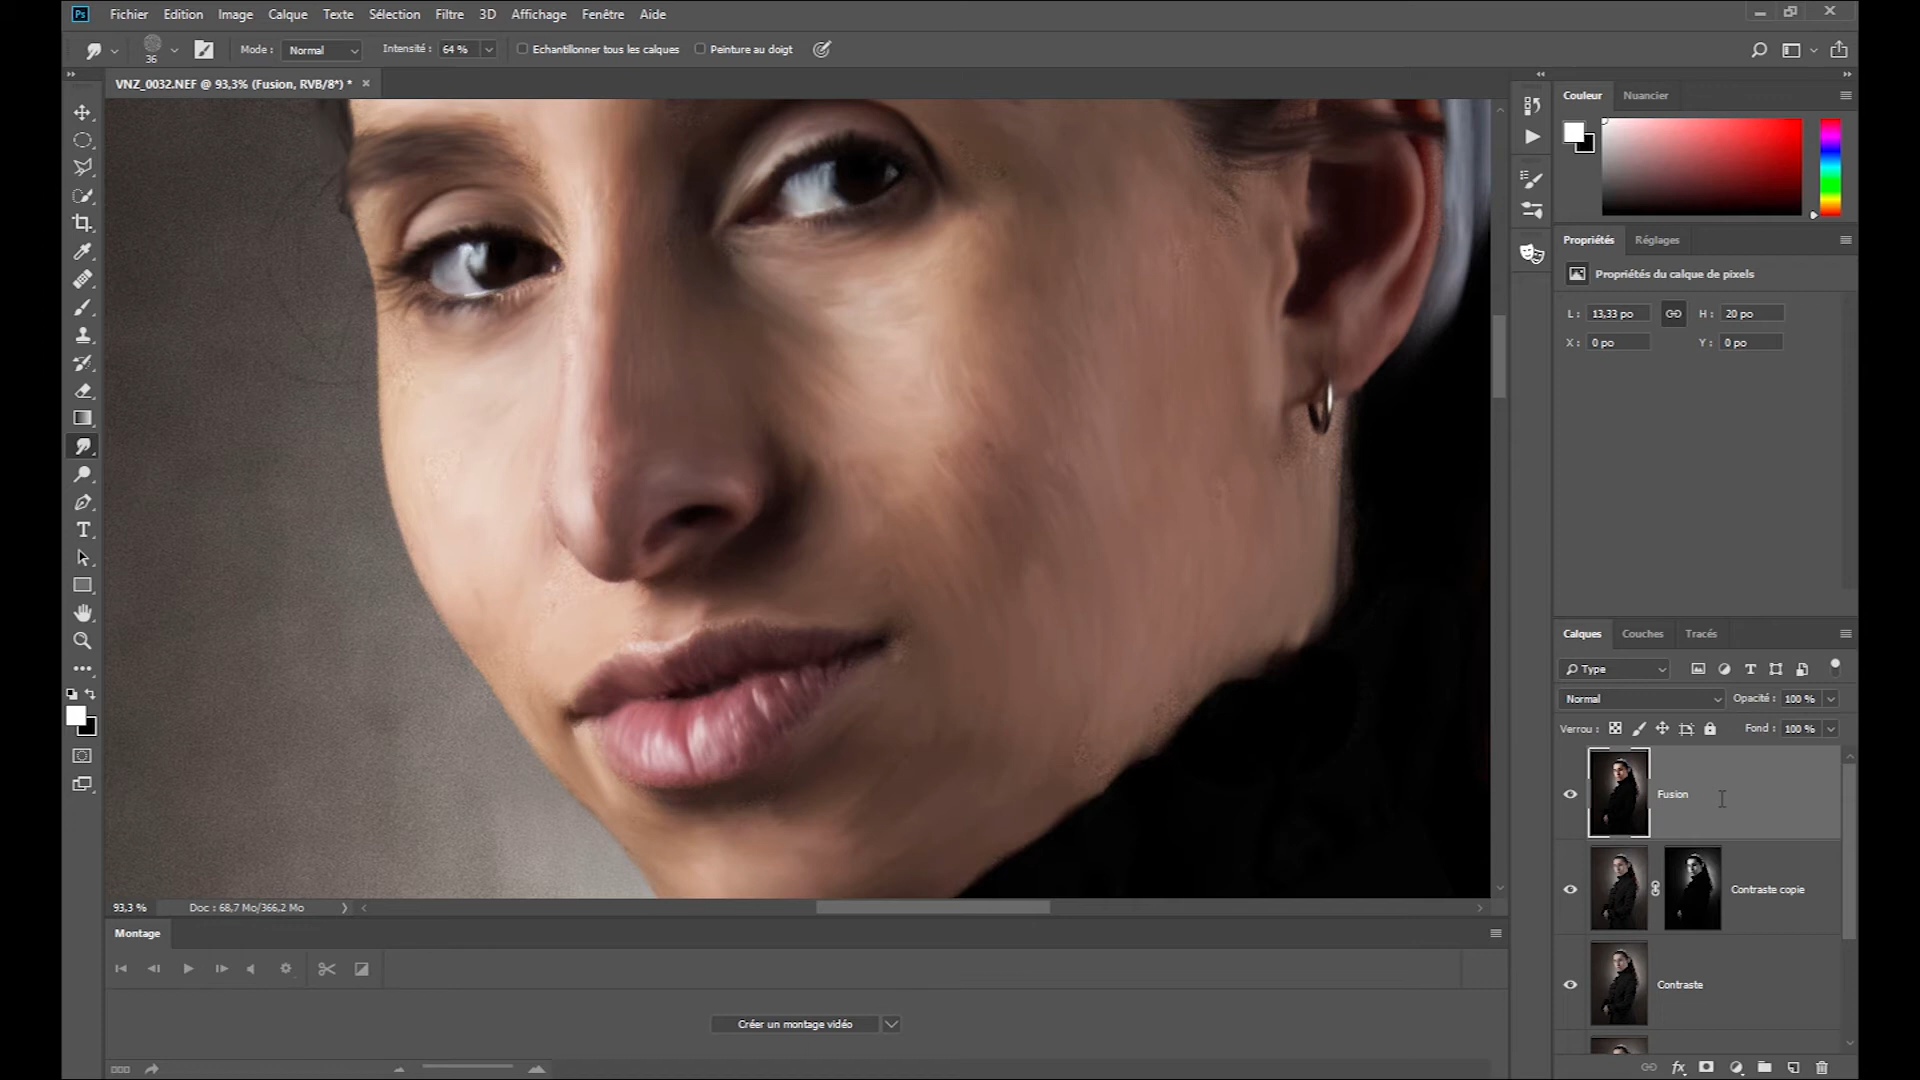 Ps Fichier Edition Image Calque Texte Sélection Filtre 3D Affichage Fenêtre Aide
36 Mode : Normal Intensité : 64 % Echantillonner tous les calques Peinture au doigt
VNZ_0032.NEF @ 93,3% (Fusion, RVB/8*) * ×
Couleur Nuancier
Propriétés Réglages
Propriétés du calque de pixels
L : 13,33 po H : 20 po
X : 0 po Y : 0 po
Calques Couches Tracés
Type
Normal Opacité : 100 %
Verrou : Fond : 100 %
Fusion
Contraste copie
Contraste
93,3 % Doc : 68,7 Mo/366,2 Mo
Montage
Créer un montage vidéo
fx